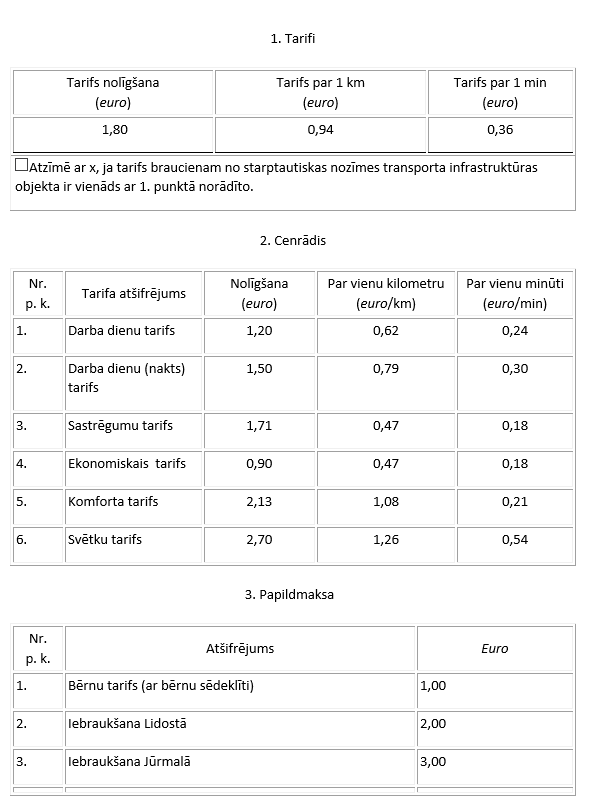 1. Tarifi
Tarifs nolīgšana Tarifs par 1 km Tarifs par 1 min
(euro) (euro) (euro)
1,80 0,94 0,36
Atzīmē ar x, ja tarifs braucienam no starptautiskas nozīmes transporta infrastruktūras
objekta ir vienāds ar 1. punktā norādīto.
2. Cenrādis
Nr. Nolīgšana Par vienu kilometru Par vienu minūti
p. k. Tarifa atšifrējums (euro) (euro/km) (euro/min)
1. Darba dienu tarifs 1,20 0,62 0,24
2. Darba dienu (nakts) 1,50 0,79 0,30
tarifs
3. Sastrēgumu tarifs 1,71 0,47 0,18
4. Ekonomiskais tarifs 0,90 0,47 0,18
5. Komforta tarifs 2,13 1,08 0,21
6. Svētku tarifs 2,70 1,26 0,54
3. Papildmaksa
Nr.
p. k. Atšifrējums Euro
1. Bērnu tarifs (ar bērnu sēdeklīti) 1,00
2. Iebraukšana Lidostā 2,00
3. Iebraukšana Jūrmalā 3,00